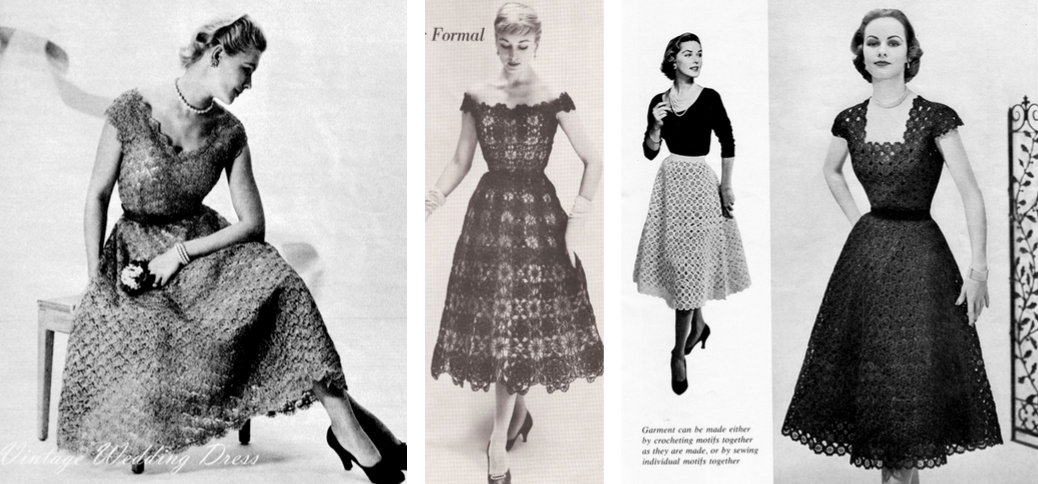 Formal
Garment can be made either
by crocheting motifs together
as they are made, or by sewing
individual motifs together
Vintage Wedding Dress